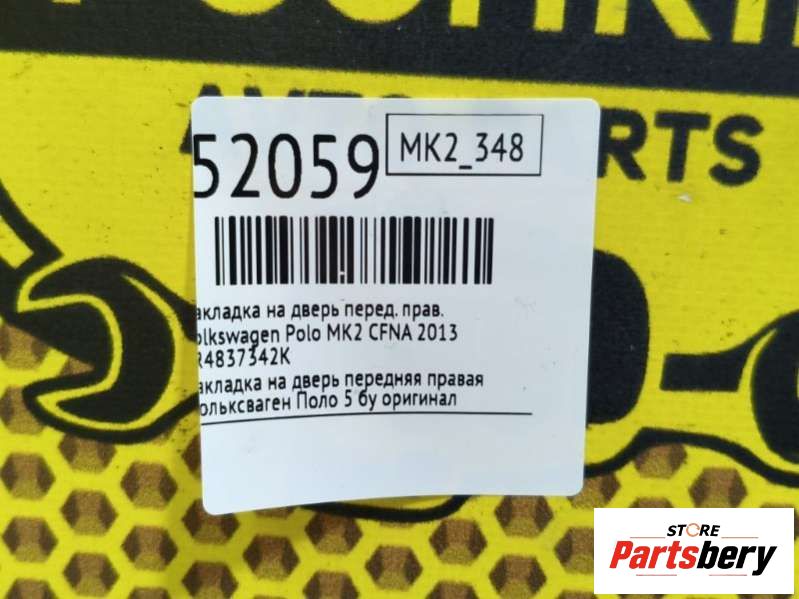 52059
MK2_348
акладка на дверь перед. прав.
olkswagen Polo MK2 CFNA 2013
R4837342K
акладка на дверь передняя правая
ольксваген Поло 5 бу оригинал
RTS
STORE
Partsbery